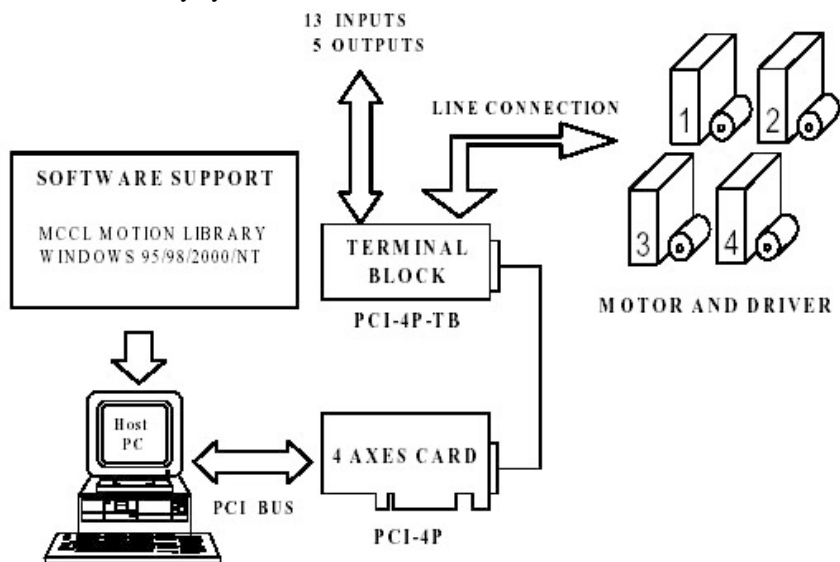 13 INPUTS
5 OUTPUTS
LINE CONNECTION
1
2
3
4
MOTOR AND DRIVER
SOFTWARE SUPPORT
MCCL MOTION LIBRARY
WINDOWS 95/98/2000/NT
TERMINAL
BLOCK
PCI-4P-TB
Host
PC
PCI BUS
4 AXES CARD
PCI-4P